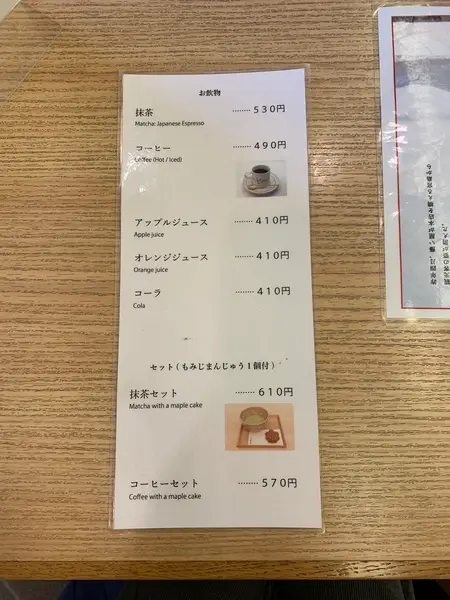 お飲物
抹茶 ········ 530円
Matcha: Japanese Espresso
コーヒー ········ 490円
Coffee (Hot / Iced)
アップルジュース ········ 410円
Apple juice
オレンジジュース ········ 410円
Orange juice
コーラ ········ 410円
Cola
セット(もみじまんじゅう1個付)
抹茶セット ········ 610円
Matcha with a maple cake
コーヒーセット ········ 570円
Coffee with a maple cake